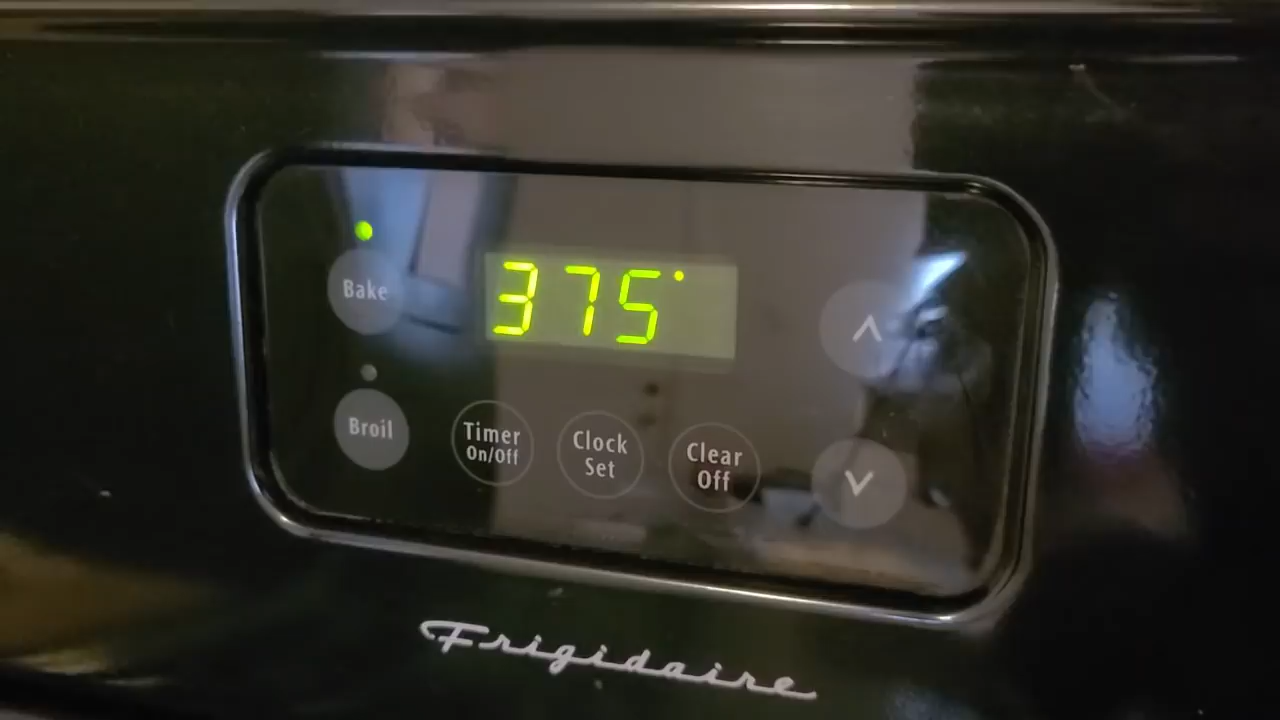 375°
Bake
Broil
Timer
On/Off
Clock
Set
Clear
Off
Frigidaire